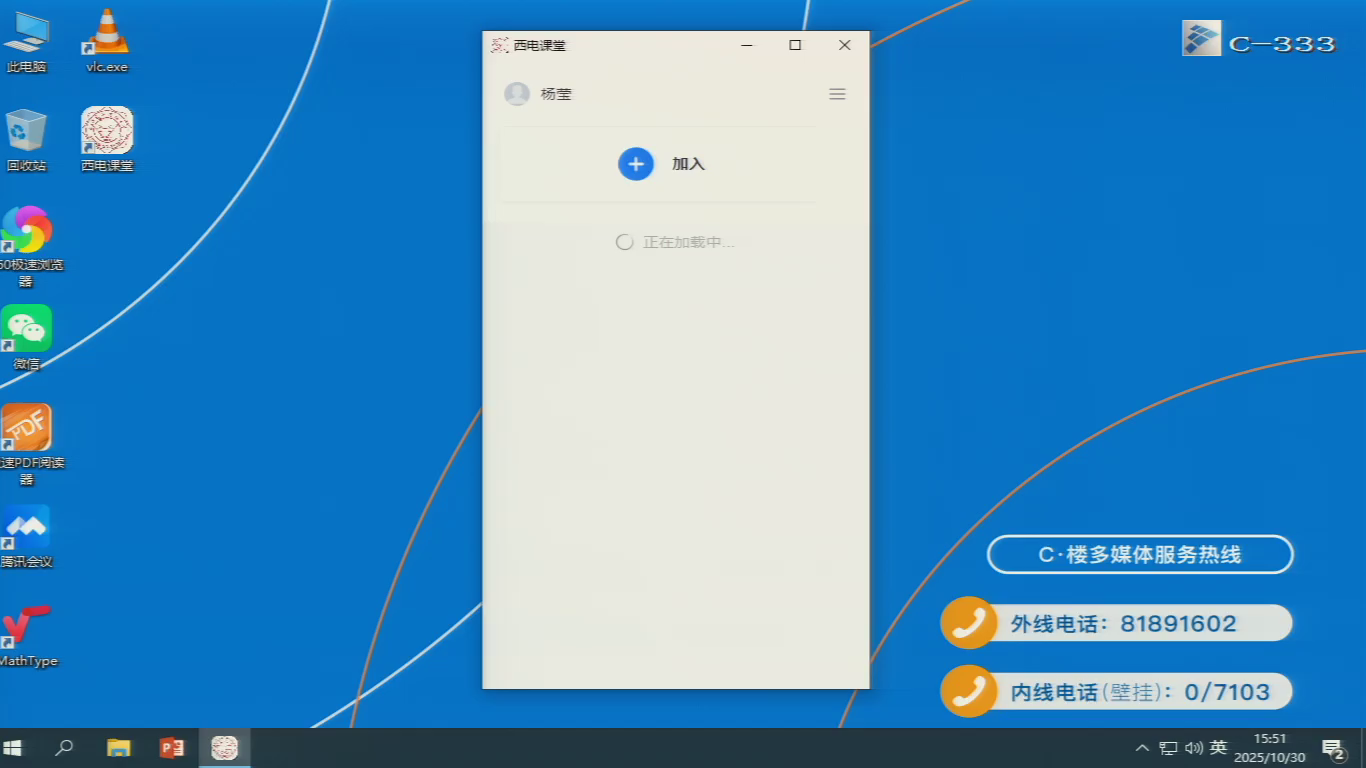 此电脑
vlc.exe
回收站
西电课堂
60极速浏览
器
微信
PDF
速PDF阅读
器
腾讯会议
MathType
西电课堂
杨莹
加入
正在加载中...
C-333
C·楼多媒体服务热线
外线电话：81891602
内线电话(壁挂)：0/7103
英
15:51
2025/10/30
2